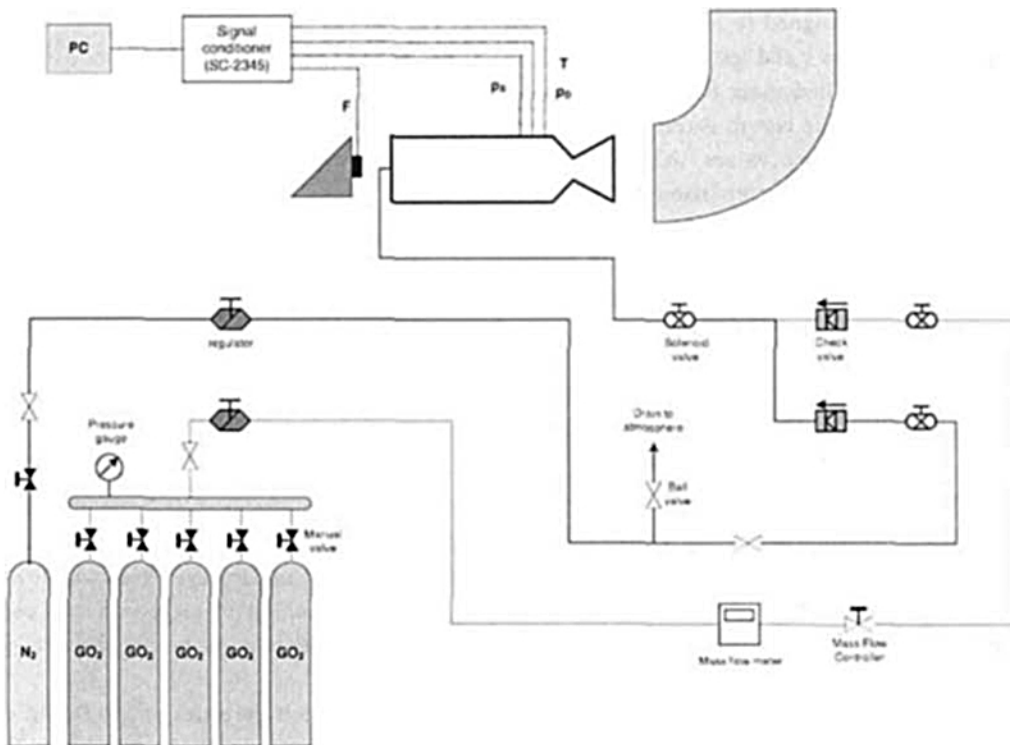 PC
Signal
conditioner
(SC-2345)
F
Ps
T
Po
regulator
Solenoid
valve
Check
valve
Pressure
gauge
Drain to
atmosphere
Ball
valve
Manual
valve
N₂
GO₂
GO₂
GO₂
GO₂
GO₂
Mass flow meter
Mass Flow
Controller